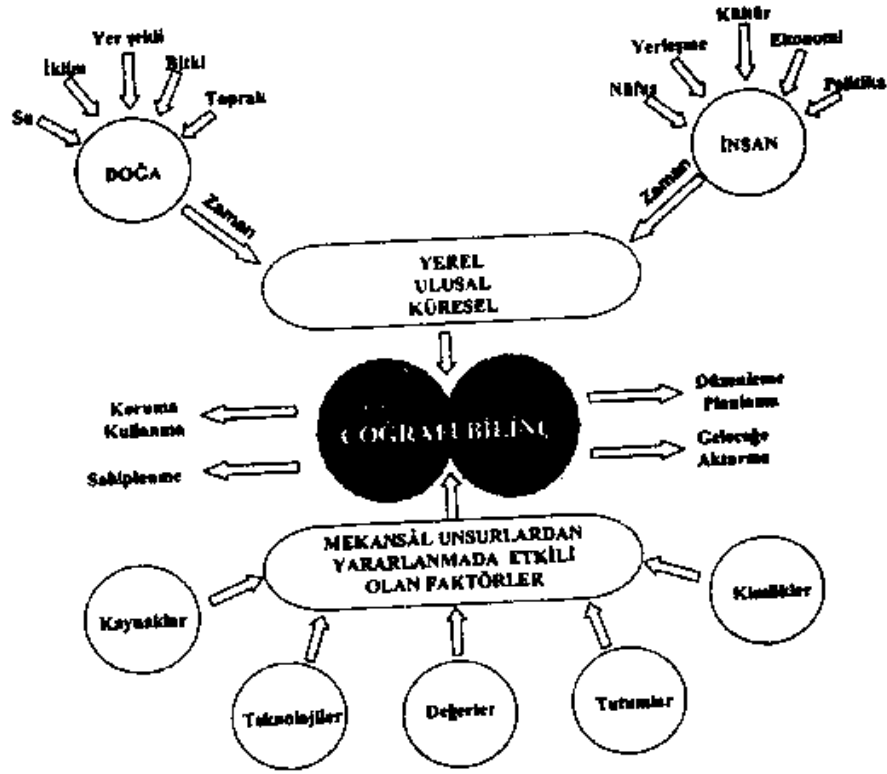 Kültür
Yer şekli
Ekonomi
Yerleşme
İklim
Bitki
Nüfus
Politika
Toprak
Su
DOĞA
İNSAN
Zaman
Zaman
YEREL
ULUSAL
KÜRESEL
Koruma
Kullanma
Sahiplenme
COĞRAFİ BİLİNÇ
Düzenleme
Planlama
Geleceğe
Aktarma
MEKANSAL UNSURLARDAN
YARARLANMADA ETKİLİ
OLAN FAKTÖRLER
Kaynaklar
Teknolojiler
Değerler
Tutumlar
Kimlikler